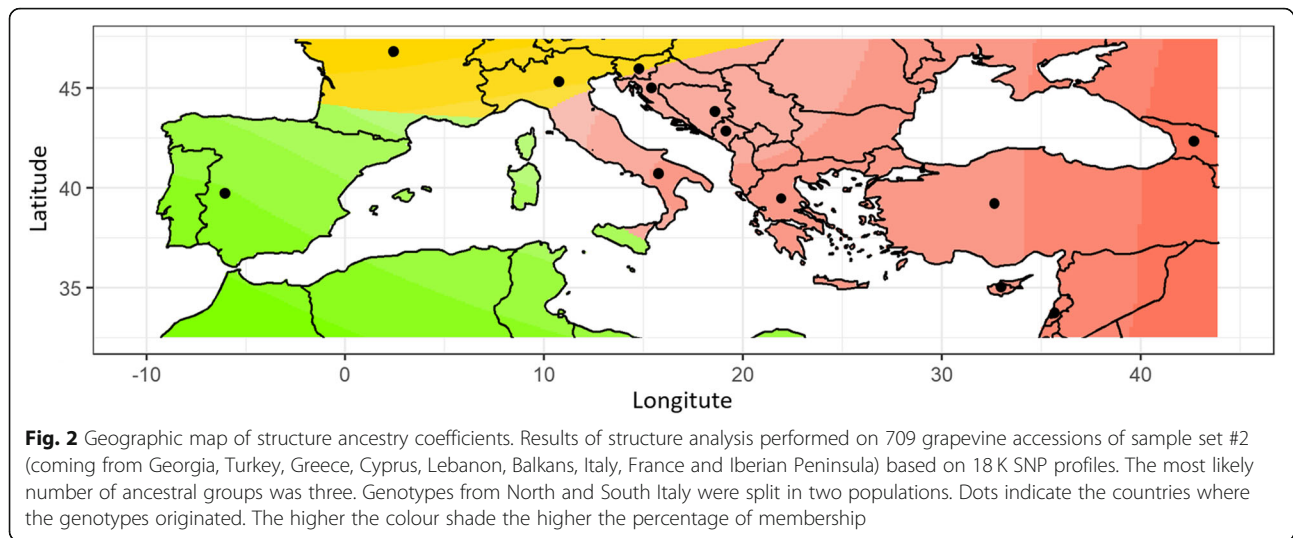 45
40
35
Latitude
-10
0
10
20
30
40
Longitute
Fig. 2 Geographic map of structure ancestry coefficients. Results of structure analysis performed on 709 grapevine accessions of sample set #2
(coming from Georgia, Turkey, Greece, Cyprus, Lebanon, Balkans, Italy, France and Iberian Peninsula) based on 18 K SNP profiles. The most likely
number of ancestral groups was three. Genotypes from North and South Italy were split in two populations. Dots indicate the countries where
the genotypes originated. The higher the colour shade the higher the percentage of membership